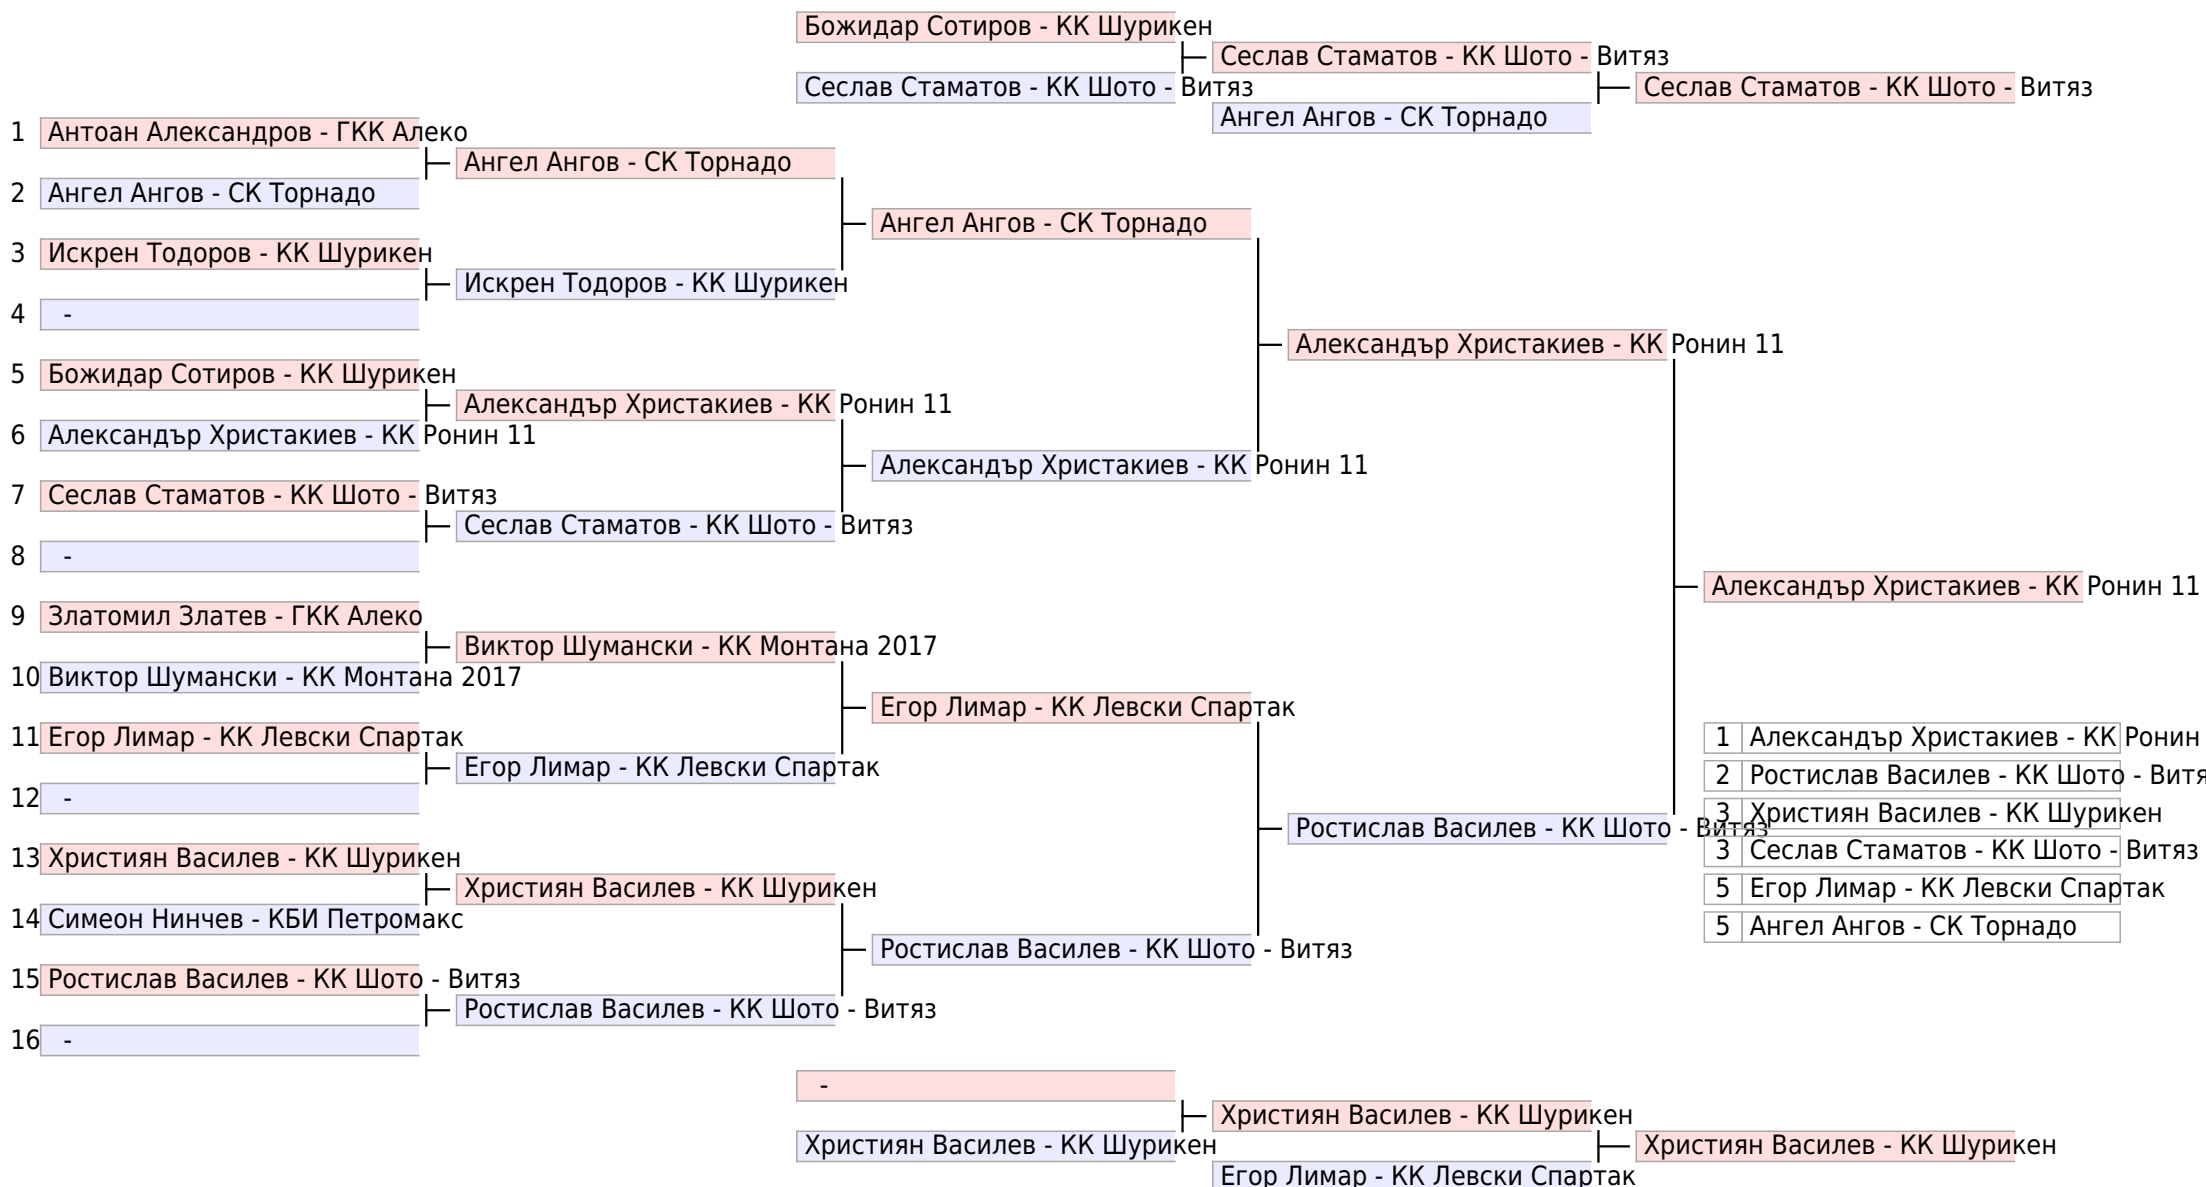 Божидар Сотиров - КК Шурикен
Сеслав Стаматов - КК Шото - Витяз
Сеслав Стаматов - КК Шото - Витяз
Сеслав Стаматов - КК Шото - Витяз
Ангел Ангов - СК Торнадо
1 Антоан Александров - ГКК Алеко
Ангел Ангов - СК Торнадо
2 Ангел Ангов - СК Торнадо
Ангел Ангов - СК Торнадо
3 Искрен Тодоров - КК Шурикен
Искрен Тодоров - КК Шурикен
4 -
Александър Христакиев - КК Ронин 11
5 Божидар Сотиров - КК Шурикен
Александър Христакиев - КК Ронин 11
6 Александър Христакиев - КК Ронин 11
Александър Христакиев - КК Ронин 11
7 Сеслав Стаматов - КК Шото - Витяз
Сеслав Стаматов - КК Шото - Витяз
8 -
Александър Христакиев - КК Ронин 11
9 Златомил Златев - ГКК Алеко
Виктор Шумански - КК Монтана 2017
10 Виктор Шумански - КК Монтана 2017
Егор Лимар - КК Левски Спартак
11 Егор Лимар - КК Левски Спартак
Егор Лимар - КК Левски Спартак
12 -
Ростислав Василев - КК Шото - Витяз
13 Християн Василев - КК Шурикен
Християн Василев - КК Шурикен
14 Симеон Нинчев - КБИ Петромакс
Ростислав Василев - КК Шото - Витяз
15 Ростислав Василев - КК Шото - Витяз
Ростислав Василев - КК Шото - Витяз
16 -
1 Александър Христакиев - КК Ронин
2 Ростислав Василев - КК Шото - Витя
3 Християн Василев - КК Шурикен
3 Сеслав Стаматов - КК Шото - Витяз
5 Егор Лимар - КК Левски Спартак
5 Ангел Ангов - СК Торнадо
-
Християн Василев - КК Шурикен
Християн Василев - КК Шурикен
Християн Василев - КК Шурикен
Егор Лимар - КК Левски Спартак